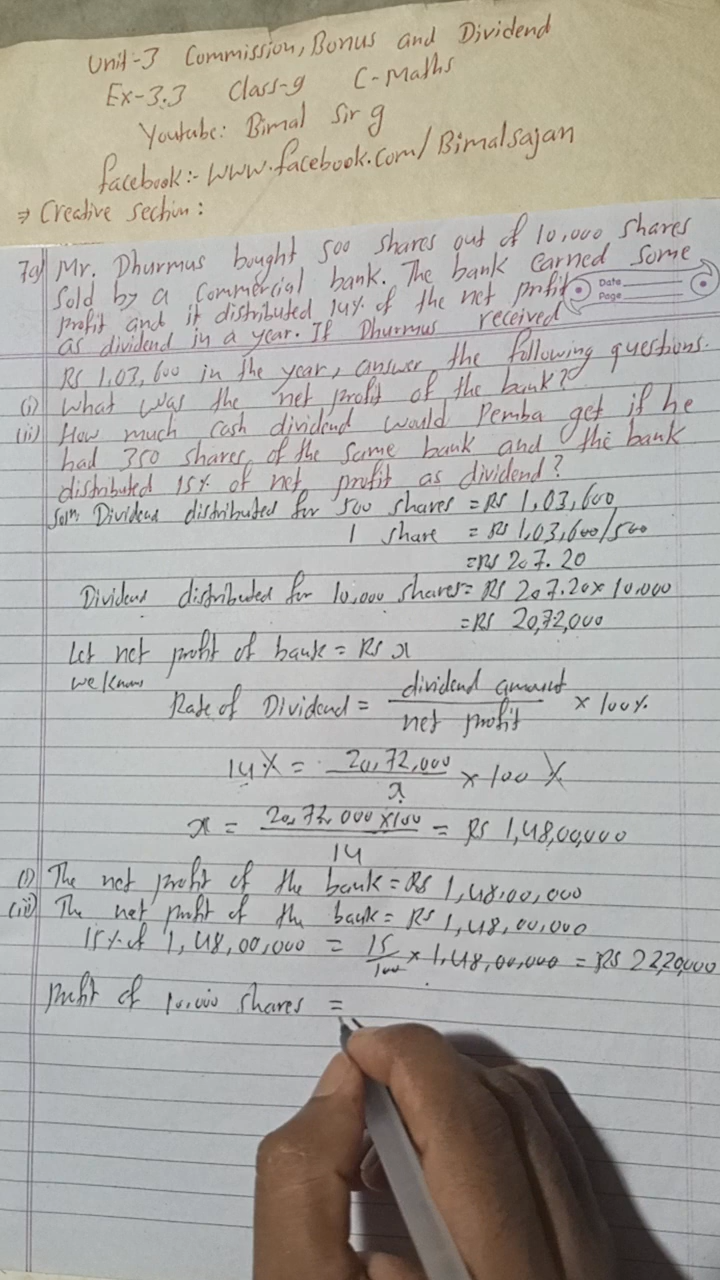 Unit-3 Commission, Bonus and Dividend
Ex-3.3 Class-9 C-Maths
Youtube: Bimal Sir g
facebook:- www.facebook.com/Bimalsajan
⇒ Creative section:
7a) Mr. Dhurmus bought 500 shares out of 10,000 shares
sold by a commercial bank. The bank earned some
profit and it distributed 14% of the net profit
Date
Page
as dividend in a year. If Dhurmus received
Rs 1,03,600 in the year, answer the following questions.
(i) What was the net profit of the bank?
(ii) How much cash dividend would Pemba get if he
had 350 shares of the same bank and the bank
distributed 15% of net profit as dividend?
Soln, Dividend distributed for 500 shares = Rs 1,03,600
1 share = Rs 1,03,600/500
= Rs 207.20
Dividend distributed for 10,000 shares = Rs 207.20 × 10,000
= Rs 20,72,000
Let net profit of bank = Rs x
we know
Rate of Dividend = dividend amount / net profit × 100%
14% = 20,72,000 / x × 100%
x = 20,72,000 × 100 / 14 = Rs 1,48,00,000
(i) The net profit of the bank = Rs 1,48,00,000
(ii) The net profit of the bank = Rs 1,48,00,000
15% of 1,48,00,000 = 15/100 × 1,48,00,000 = Rs 22,20,000
Profit of 10,000 shares =